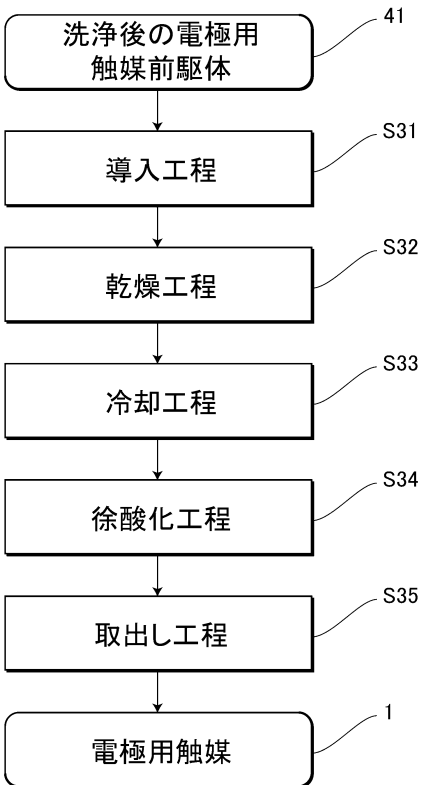 洗浄後の電極用
触媒前駆体
41
導入工程
S31
乾燥工程
S32
冷却工程
S33
徐酸化工程
S34
取出し工程
S35
電極用触媒
1